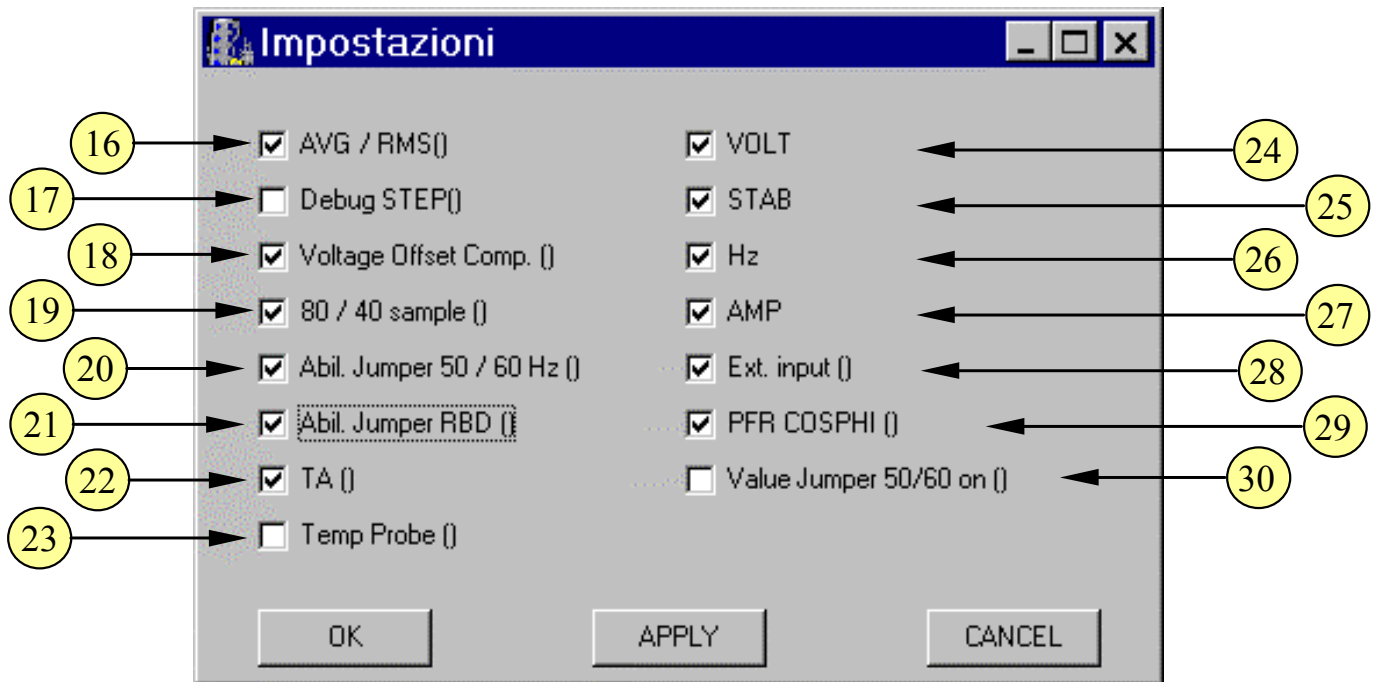 Impostazioni
16 AVG / RMS() VOLT 24
17 Debug STEP() STAB 25
18 Voltage Offset Comp. () Hz 26
19 80 / 40 sample () AMP 27
20 Abil. Jumper 50 / 60 Hz () Ext. input () 28
21 Abil. Jumper RBD () PFR COSPHI () 29
22 TA () Value Jumper 50/60 on () 30
23 Temp Probe ()
OK APPLY CANCEL